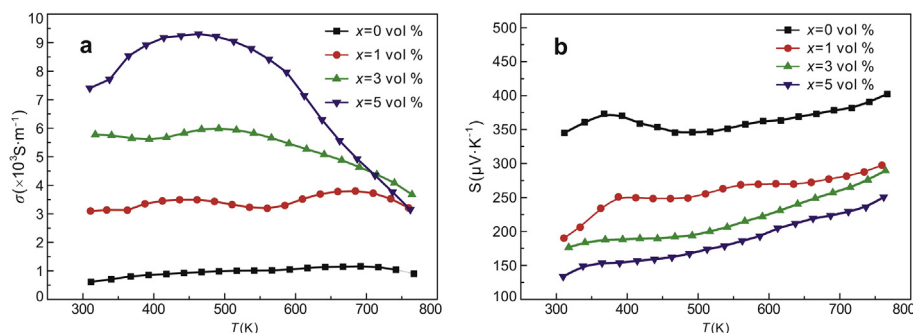 a
x=0 vol %
x=1 vol %
x=3 vol %
x=5 vol %
10
9
8
7
6
5
4
3
2
1
0
σ(×10³S·m⁻¹)
300 400 500 600 700 800
T(K)
b
x=0 vol %
x=1 vol %
x=3 vol %
x=5 vol %
500
450
400
350
300
250
200
150
100
S(μV·K⁻¹)
300 400 500 600 700 800
T(K)